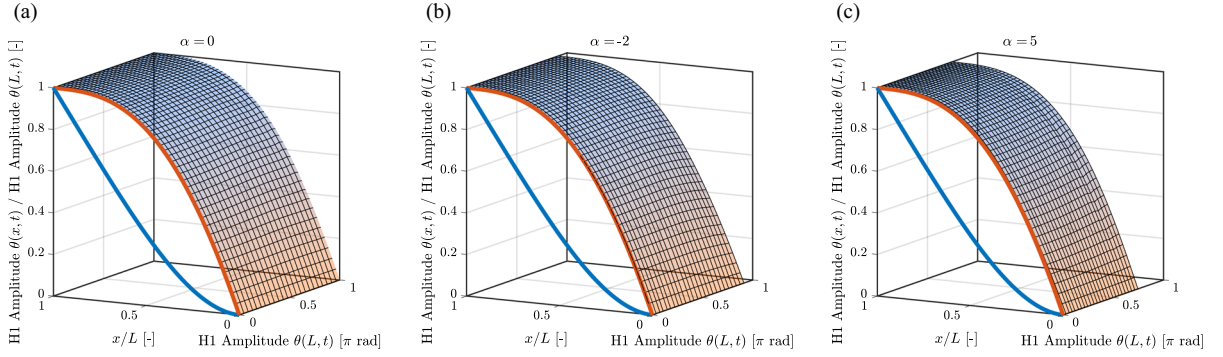 (a)
α = 0
H1 Amplitude θ(x, t) / H1 Amplitude θ(L, t) [-]
1
0.8
0.6
0.4
0.2
0
1
0.5
0
x/L [-]
0
0.5
1
H1 Amplitude θ(L, t) [π rad]
(b)
α = -2
H1 Amplitude θ(x, t) / H1 Amplitude θ(L, t) [-]
1
0.8
0.6
0.4
0.2
0
1
0.5
0
x/L [-]
0
0.5
1
H1 Amplitude θ(L, t) [π rad]
(c)
α = 5
H1 Amplitude θ(x, t) / H1 Amplitude θ(L, t) [-]
1
0.8
0.6
0.4
0.2
0
1
0.5
0
x/L [-]
0
0.5
1
H1 Amplitude θ(L, t) [π rad]